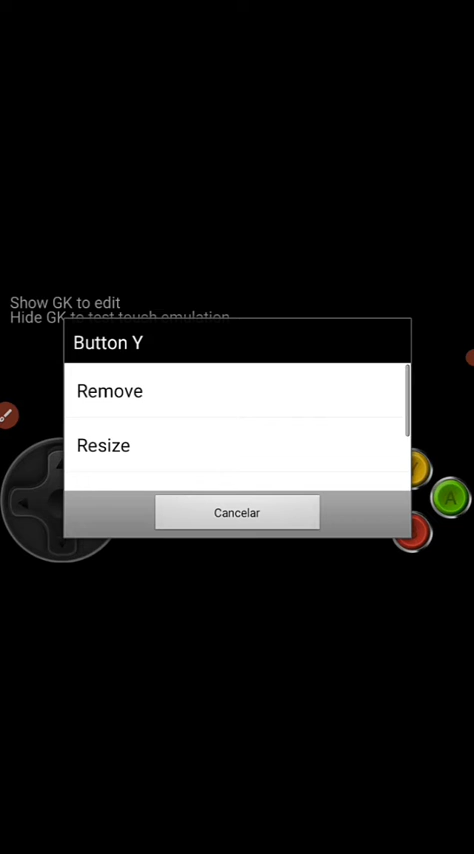 Show GK to edit
Hide GK to test touch emulation
Button Y
Remove
Resize
Cancelar
Y
A